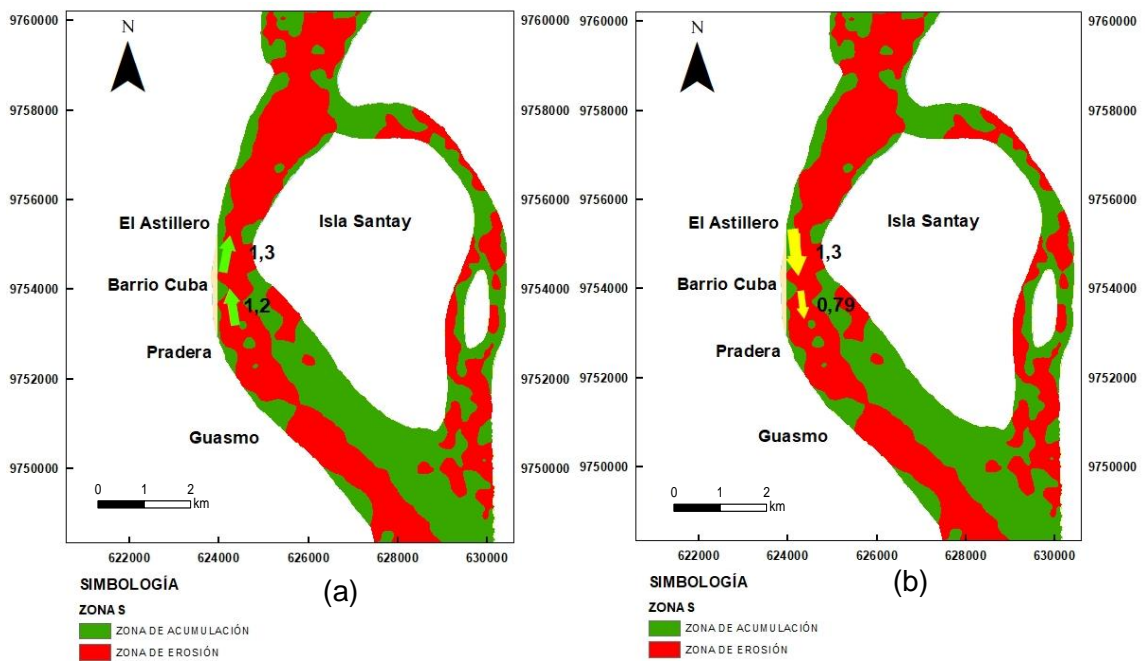 N
9760000
9758000
9756000
9754000
9752000
9750000
El Astillero
Isla Santay
1,3
Barrio Cuba
1,2
Pradera
Guasmo
0 1 2
km
622000 624000 626000 628000 630000
9760000
9758000
9756000
9754000
9752000
9750000
SIMBOLOGÍA
ZONA S
ZONA DE ACUMULACIÓN
ZONA DE EROSIÓN
(a)
N
9760000
9758000
9756000
9754000
9752000
9750000
El Astillero
Isla Santay
1,3
Barrio Cuba
0,79
Pradera
Guasmo
0 1 2
km
622000 624000 626000 628000 630000
9760000
9758000
9756000
9754000
9752000
9750000
SIMBOLOGÍA
ZONA S
ZONA DE ACUMULACIÓN
ZONA DE EROSIÓN
(b)